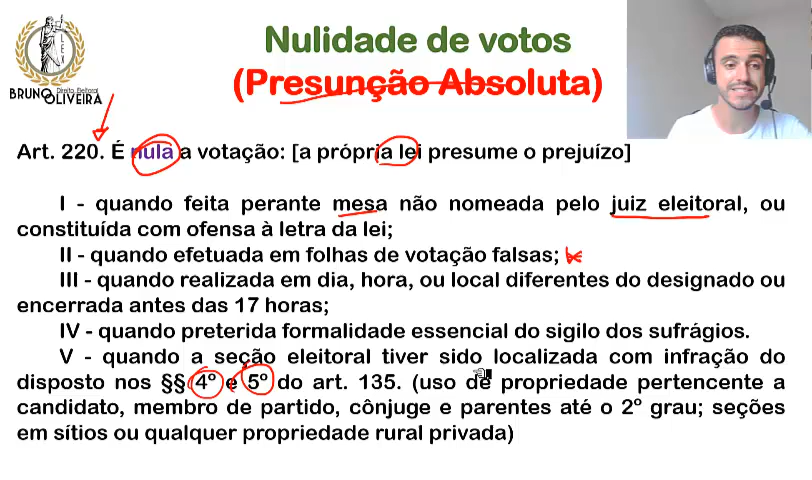 LEX
Direito Eleitoral
BRUNO OLIVEIRA
Nulidade de votos
(Presunção Absoluta)
Art. 220. É nula a votação: [a própria lei presume o prejuízo]
I - quando feita perante mesa não nomeada pelo juiz eleitoral, ou
constituída com ofensa à letra da lei;
II - quando efetuada em folhas de votação falsas;
III - quando realizada em dia, hora, ou local diferentes do designado ou
encerrada antes das 17 horas;
IV - quando preterida formalidade essencial do sigilo dos sufrágios.
V - quando a seção eleitoral tiver sido localizada com infração do
disposto nos §§ 4º e 5º do art. 135. (uso de propriedade pertencente a
candidato, membro de partido, cônjuge e parentes até o 2º grau; seções
em sítios ou qualquer propriedade rural privada)